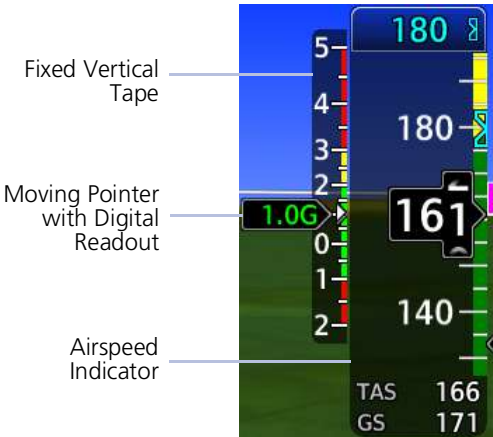 Fixed Vertical
Tape
Moving Pointer
with Digital
Readout
Airspeed
Indicator
180
5
4
3
2
1.0G
0
1
2
180
161
140
TAS 166
GS 171